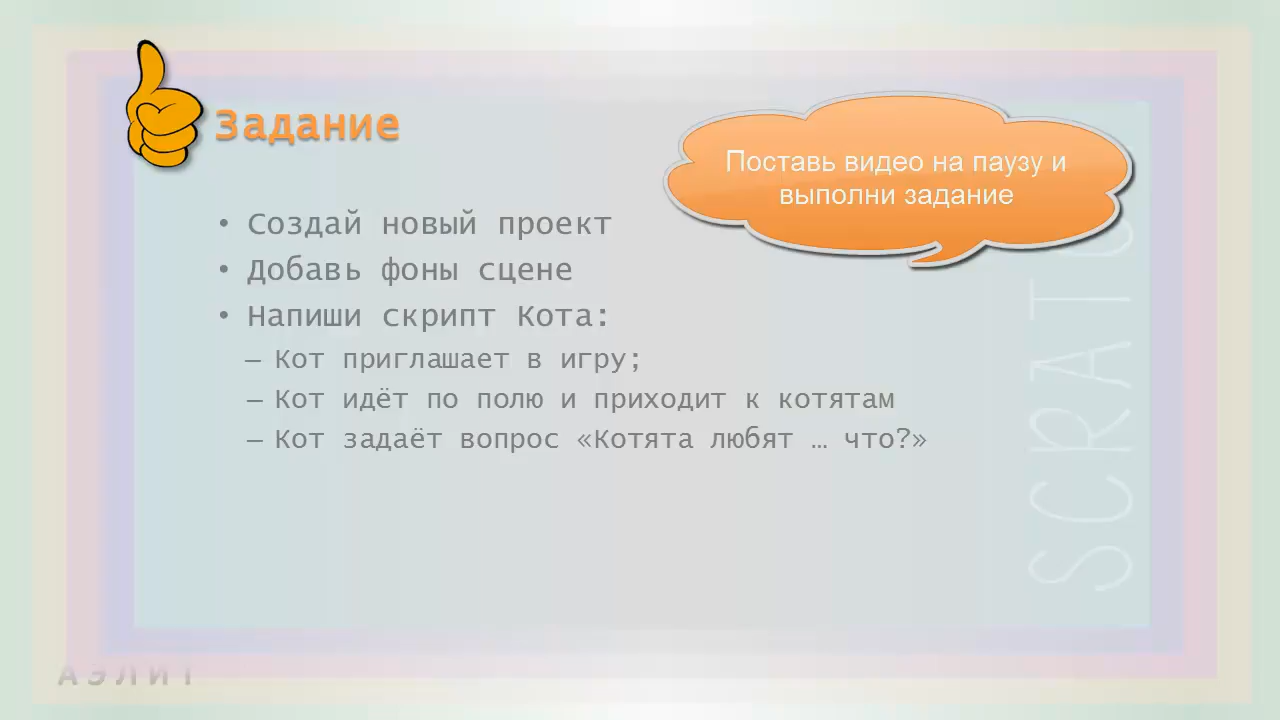 Задание
Поставь видео на паузу и
выполни задание
• Создай новый проект
• Добавь фоны сцене
• Напиши скрипт Кота:
– Кот приглашает в игру;
– Кот идёт по полю и приходит к котятам
– Кот задаёт вопрос «Котята любят … что?»
АЭЛИТ